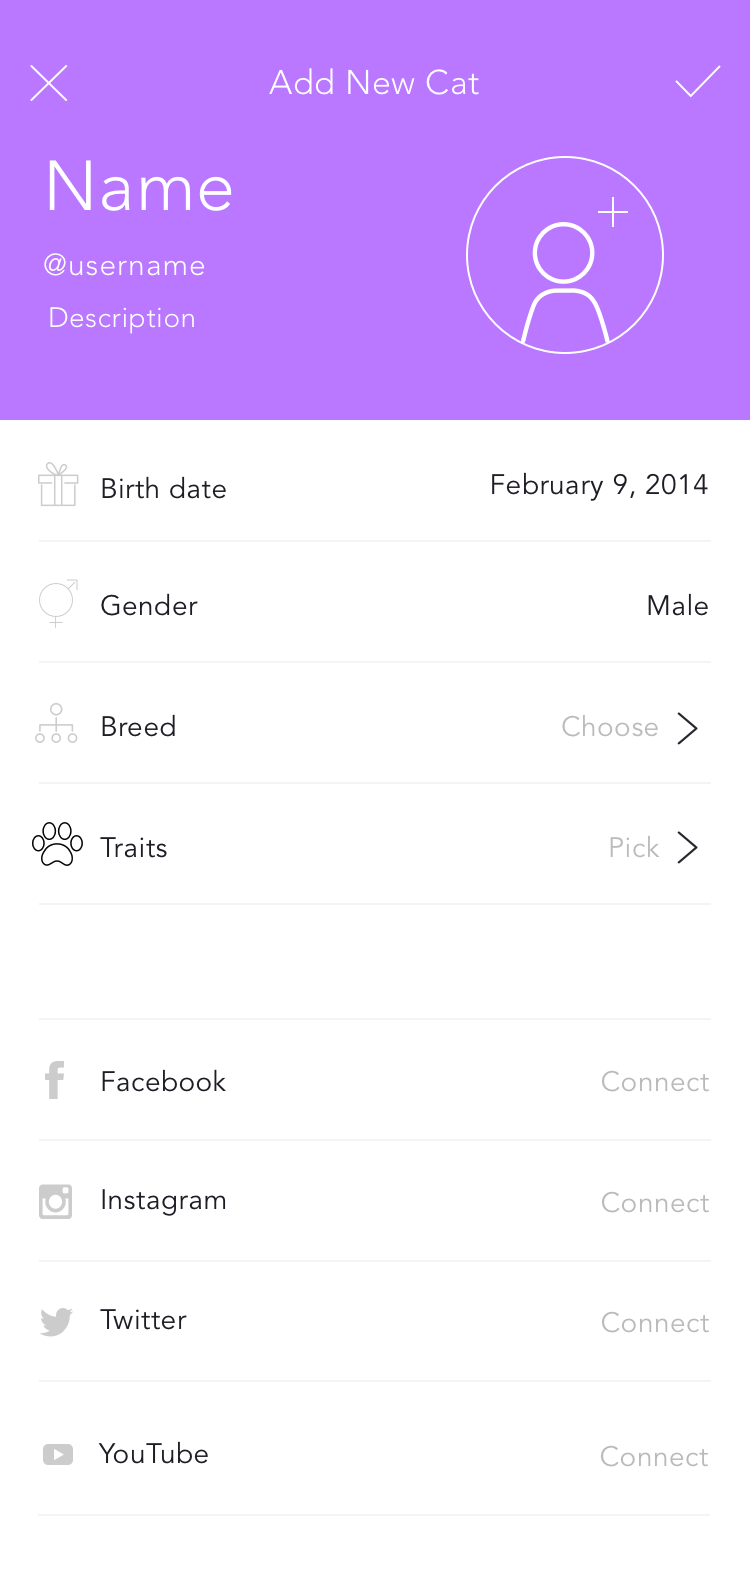 Add New Cat
Name
@username
Description
Birth date February 9, 2014
Gender Male
Breed Choose
Traits Pick
Facebook Connect
Instagram Connect
Twitter Connect
YouTube Connect